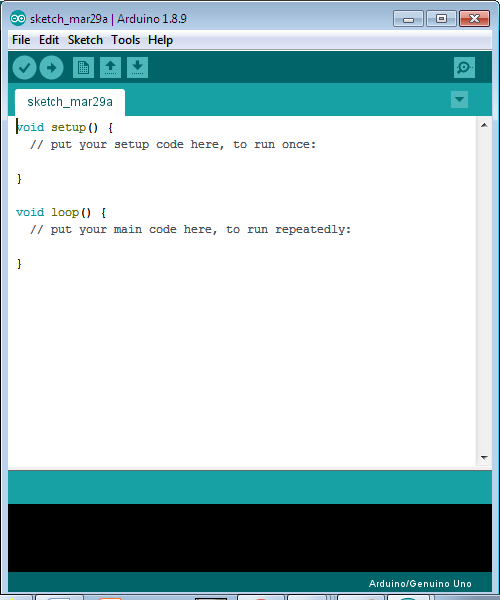 sketch_mar29a | Arduino 1.8.9
File Edit Sketch Tools Help
sketch_mar29a
void setup() {
  // put your setup code here, to run once:
}
void loop() {
  // put your main code here, to run repeatedly:
}
Arduino/Genuino Uno